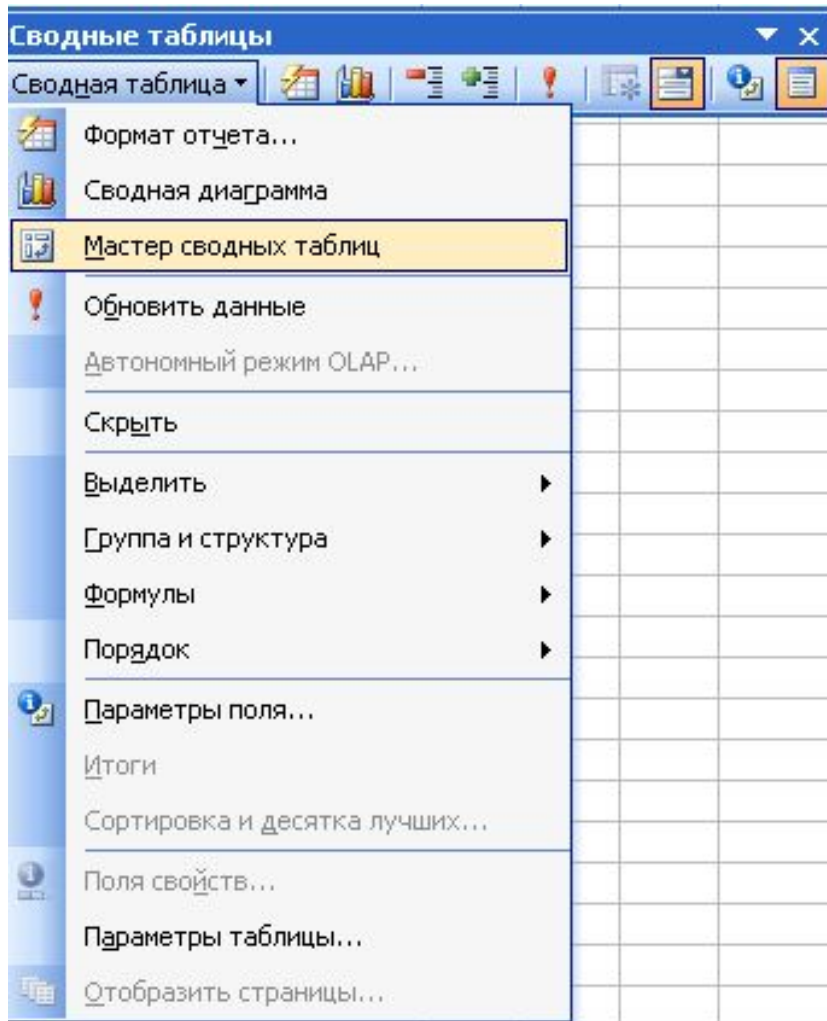 Сводные таблицы
Сводная таблица
Формат отчета...
Сводная диаграмма
Мастер сводных таблиц
Обновить данные
Автономный режим OLAP...
Скрыть
Выделить
Группа и структура
Формулы
Порядок
Параметры поля...
Итоги
Сортировка и десятка лучших...
Поля свойств...
Параметры таблицы...
Отобразить страницы...